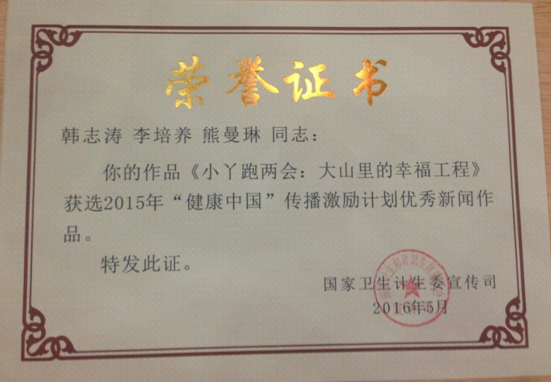 荣誉证书
韩志涛 李培养 熊曼琳 同志：
你的作品《小丫跑两会：大山里的幸福工程》
获选2015年“健康中国”传播激励计划优秀新闻作
品。
特发此证。
国家卫生计生委宣传司
2016年5月